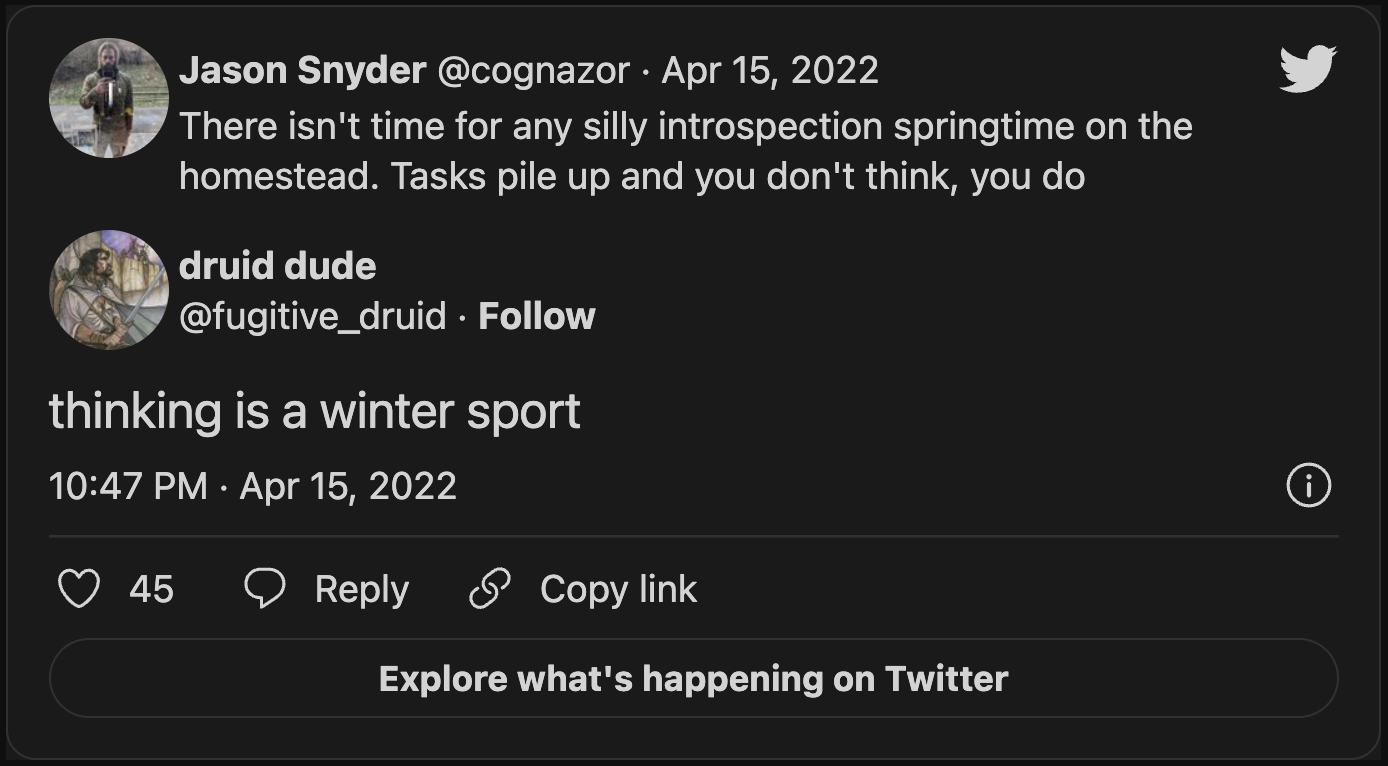 Jason Snyder @cognazor · Apr 15, 2022
There isn't time for any silly introspection springtime on the
homestead. Tasks pile up and you don't think, you do
druid dude
@fugitive_druid · Follow
thinking is a winter sport
10:47 PM · Apr 15, 2022
45 Reply Copy link
Explore what's happening on Twitter